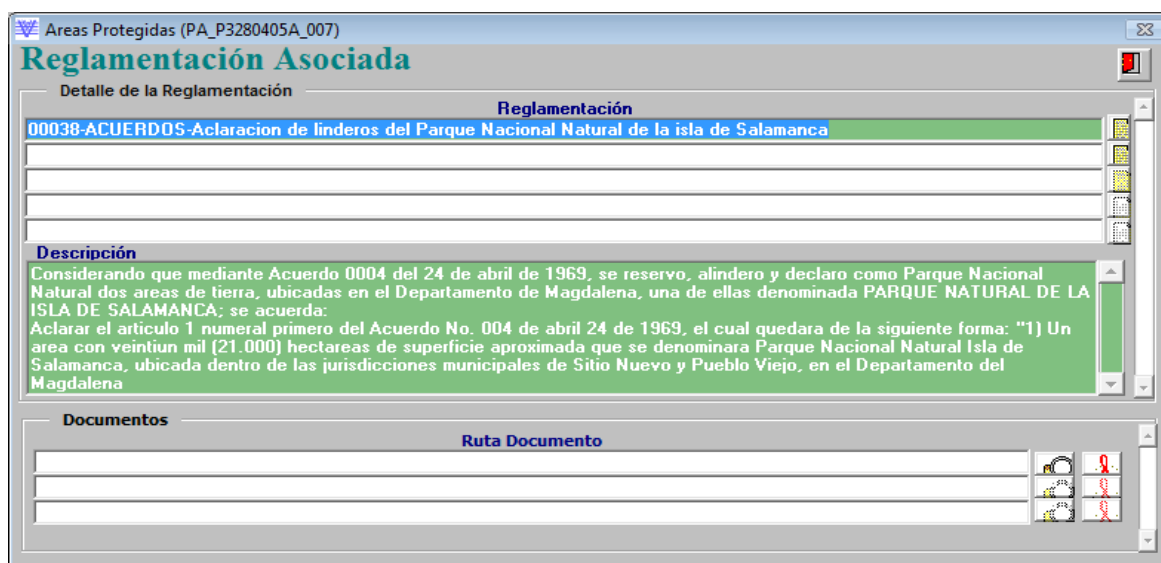 Areas Protegidas (PA_P3280405A_007)
Reglamentación Asociada
Detalle de la Reglamentación
Reglamentación
00038-ACUERDOS-Aclaracion de linderos del Parque Nacional Natural de la isla de Salamanca
Descripción
Considerando que mediante Acuerdo 0004 del 24 de abril de 1969, se reservo, alindero y declaro como Parque Nacional
Natural dos areas de tierra, ubicadas en el Departamento de Magdalena, una de ellas denominada PARQUE NATURAL DE LA
ISLA DE SALAMANCA; se acuerda:
Aclarar el articulo 1 numeral primero del Acuerdo No. 004 de abril 24 de 1969, el cual quedara de la siguiente forma: "1) Un
area con veintiun mil (21.000) hectareas de superficie aproximada que se denominara Parque Nacional Natural Isla de
Salamanca, ubicada dentro de las jurisdicciones municipales de Sitio Nuevo y Pueblo Viejo, en el Departamento del
Magdalena
Documentos
Ruta Documento